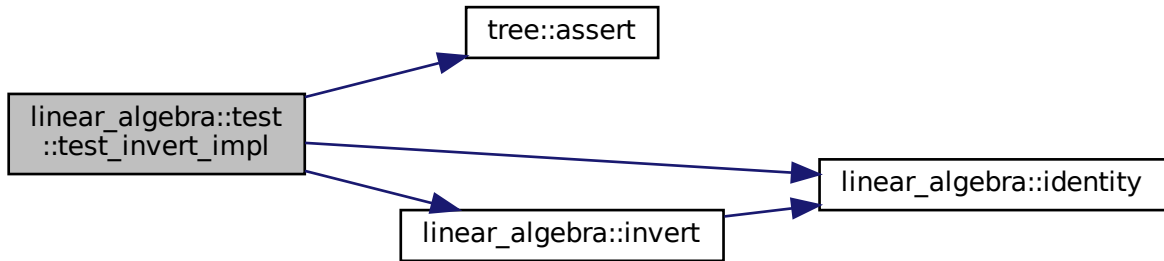 tree::assert
linear_algebra::test
::test_invert_impl
linear_algebra::identity
linear_algebra::invert